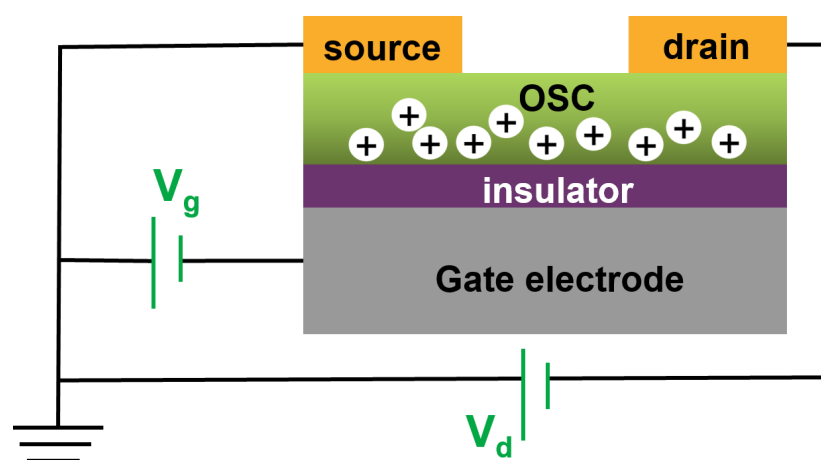 source
drain
OSC
+ + + + + + + + + +
insulator
Vg
Gate electrode
Vd